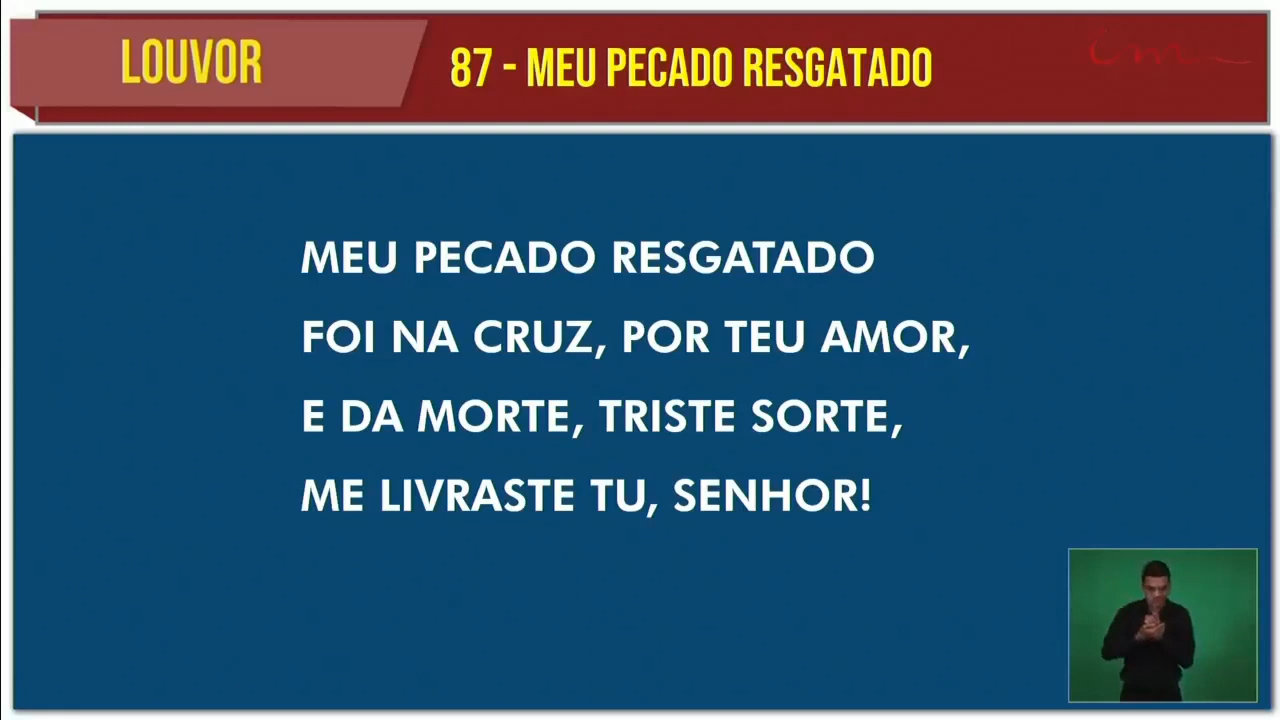 LOUVOR
87 - MEU PECADO RESGATADO
MEU PECADO RESGATADO
FOI NA CRUZ, POR TEU AMOR,
E DA MORTE, TRISTE SORTE,
ME LIVRASTE TU, SENHOR!